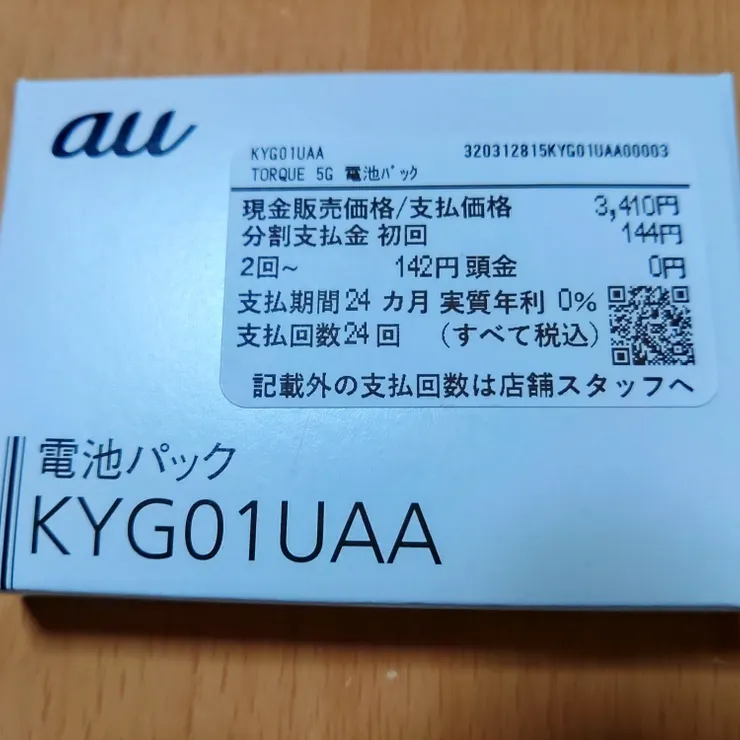 au
KYG01UAA 320312815KYG01UAA00003
TORQUE 5G 電池ﾊﾟｯｸ
現金販売価格/支払価格 3,410円
分割支払金 初回 144円
2回~ 142円 頭金 0円
支払期間24 カ月 実質年利 0%
支払回数24 回 (すべて税込)
記載外の支払回数は店舗スタッフへ
電池パック
KYG01UAA